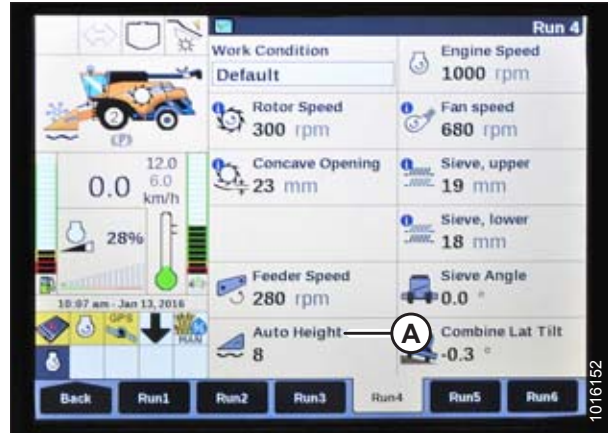 Run 4
Work Condition
Default
Engine Speed
1000 rpm
Rotor Speed
300 rpm
Fan speed
680 rpm
Concave Opening
23 mm
Sieve, upper
19 mm
Sieve, lower
18 mm
Feeder Speed
280 rpm
Sieve Angle
0.0 °
Auto Height
8
A
Combine Lat Tilt
-0.3 °
2
(P)
12.0
6.0
0.0
km/h
28%
10:07 am - Jan 13, 2016
GPS
MAN
Back
Run1
Run2
Run3
Run4
Run5
Run6
1016152